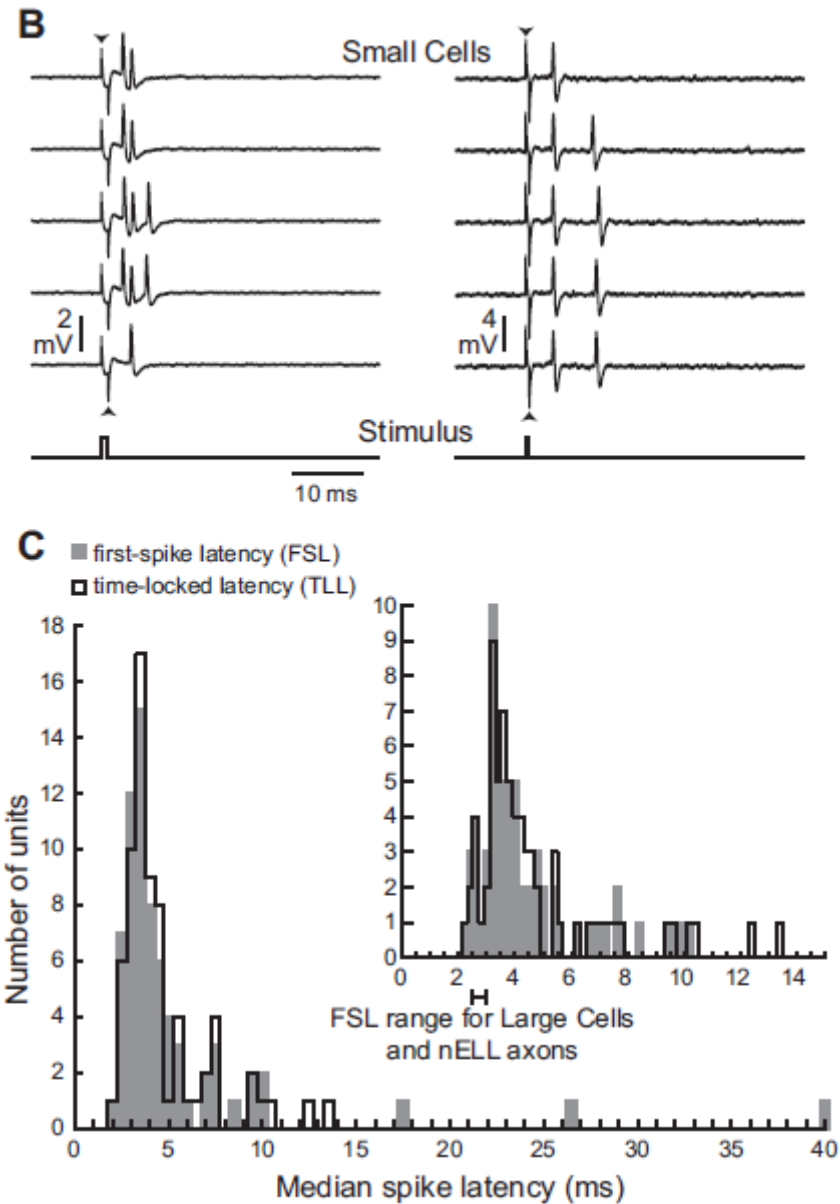 B
Small Cells
2
mV
4
mV
Stimulus
10 ms
C
first-spike latency (FSL)
time-locked latency (TLL)
18
16
14
12
10
8
6
4
2
0
Number of units
0 5 10 15 20 25 30 35 40
Median spike latency (ms)
10
9
8
7
6
5
4
3
2
1
0
0 2 4 6 8 10 12 14
FSL range for Large Cells
and nELL axons